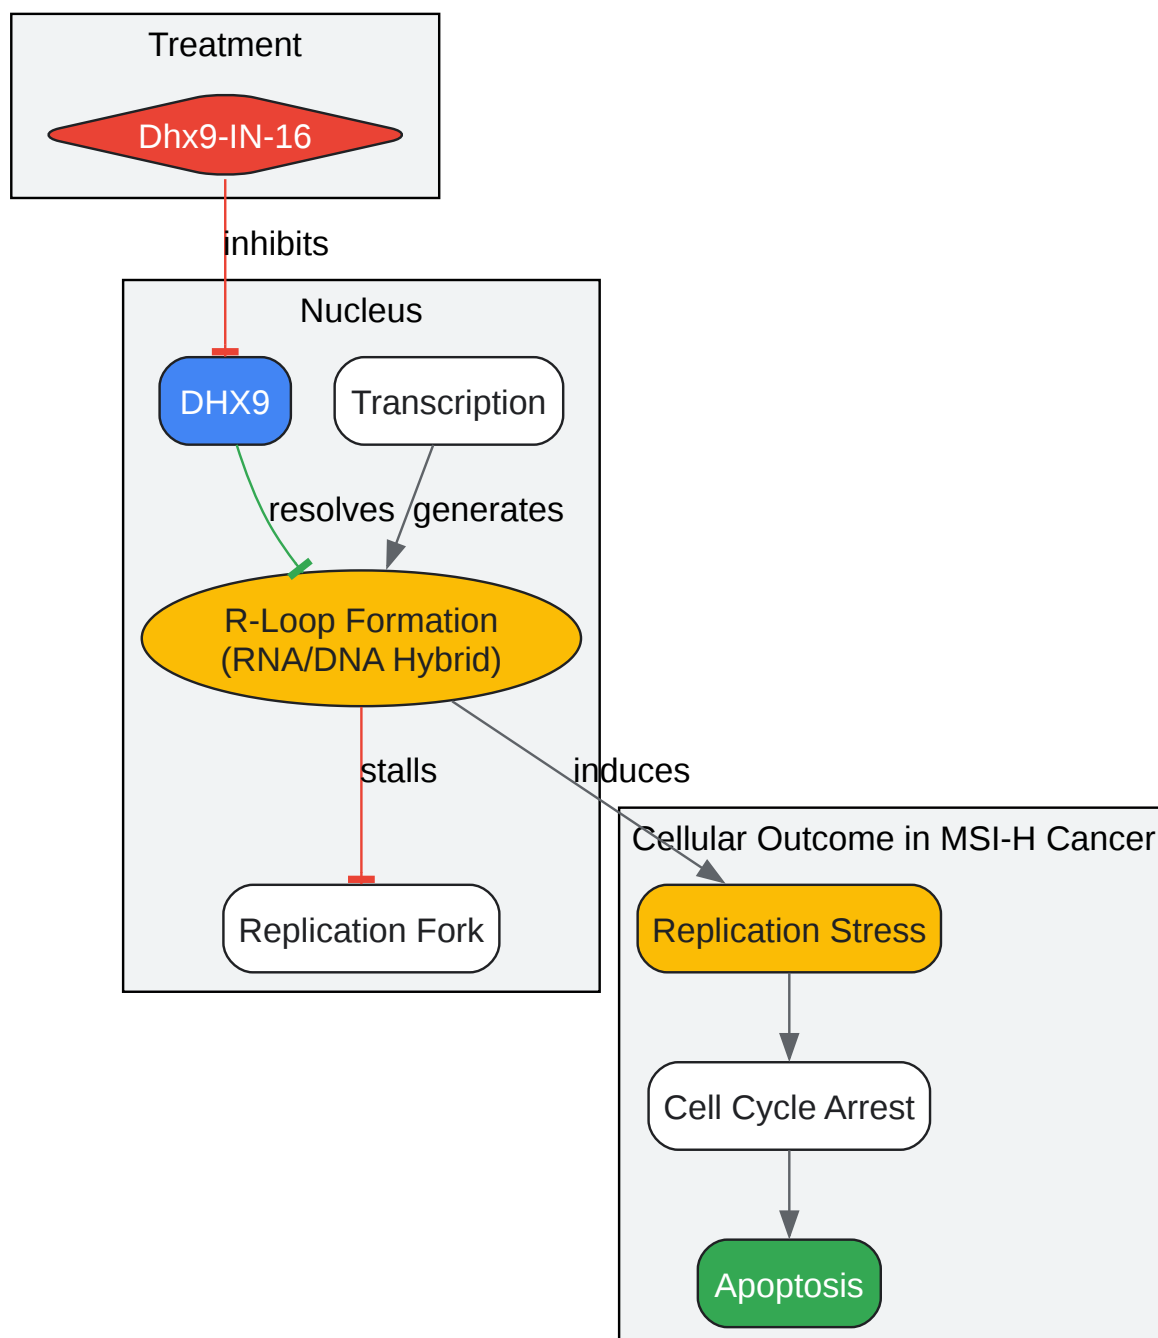 Treatment
Dhx9-IN-16
inhibits
Nucleus
DHX9
Transcription
resolves
generates
R-Loop Formation
(RNA/DNA Hybrid)
stalls
induces
Cellular Outcome in MSI-H Cancer
Replication Fork
Replication Stress
Cell Cycle Arrest
Apoptosis